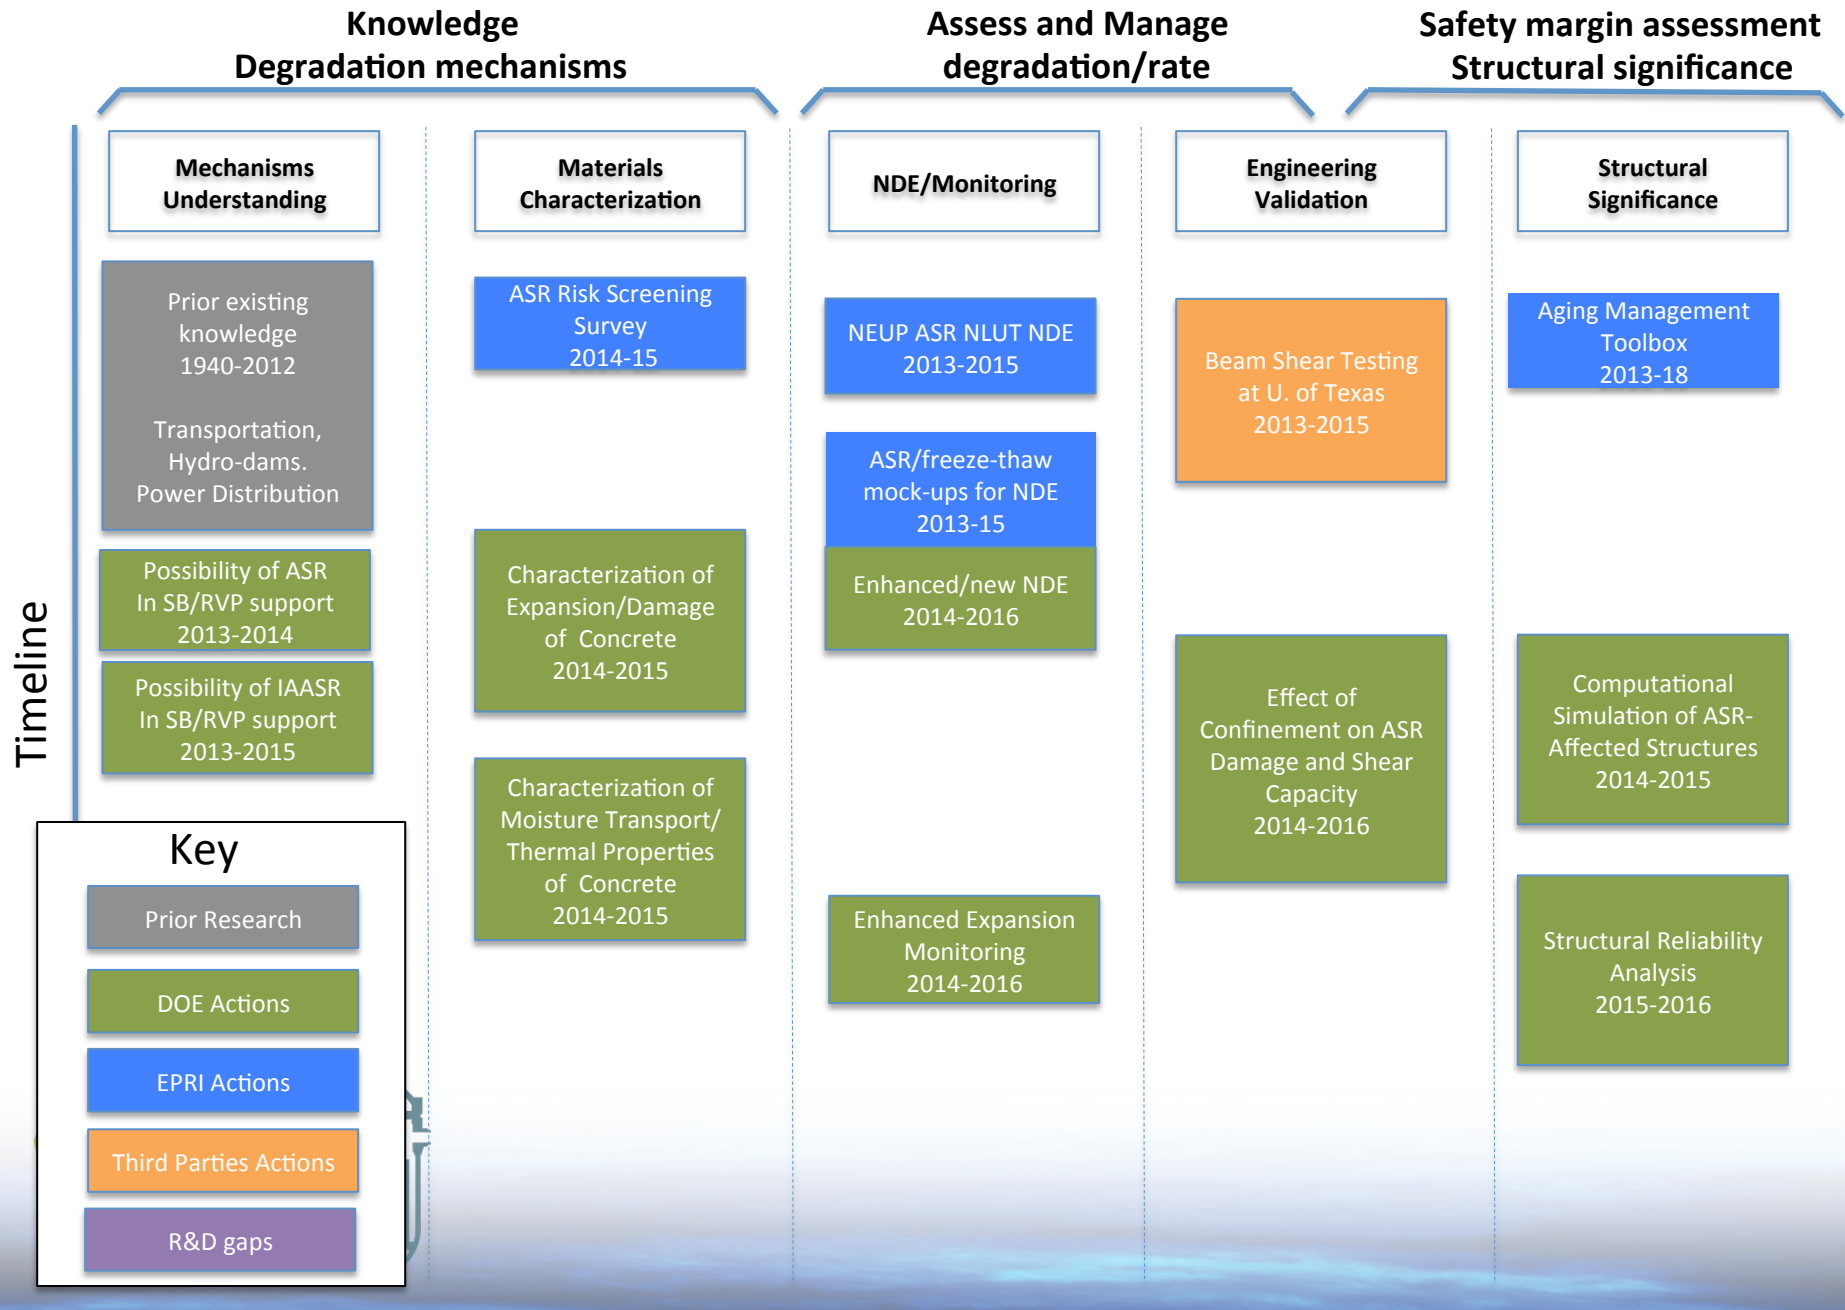 Knowledge
Degradation mechanisms
Assess and Manage
degradation/rate
Safety margin assessment
Structural significance
Timeline
Mechanisms
Understanding
Materials
Characterization
NDE/Monitoring
Engineering
Validation
Structural
Significance
Prior existing
knowledge
1940-2012
Transportation,
Hydro-dams.
Power Distribution
Possibility of ASR
In SB/RVP support
2013-2014
Possibility of IAASR
In SB/RVP support
2013-2015
ASR Risk Screening
Survey
2014-15
Characterization of
Expansion/Damage
of Concrete
2014-2015
Characterization of
Moisture Transport/
Thermal Properties
of Concrete
2014-2015
NEUP ASR NLUT NDE
2013-2015
ASR/freeze-thaw
mock-ups for NDE
2013-15
Enhanced/new NDE
2014-2016
Enhanced Expansion
Monitoring
2014-2016
Beam Shear Testing
at U. of Texas
2013-2015
Effect of
Confinement on ASR
Damage and Shear
Capacity
2014-2016
Aging Management
Toolbox
2013-18
Computational
Simulation of ASR-
Affected Structures
2014-2015
Structural Reliability
Analysis
2015-2016
Key
Prior Research
DOE Actions
EPRI Actions
Third Parties Actions
R&D gaps